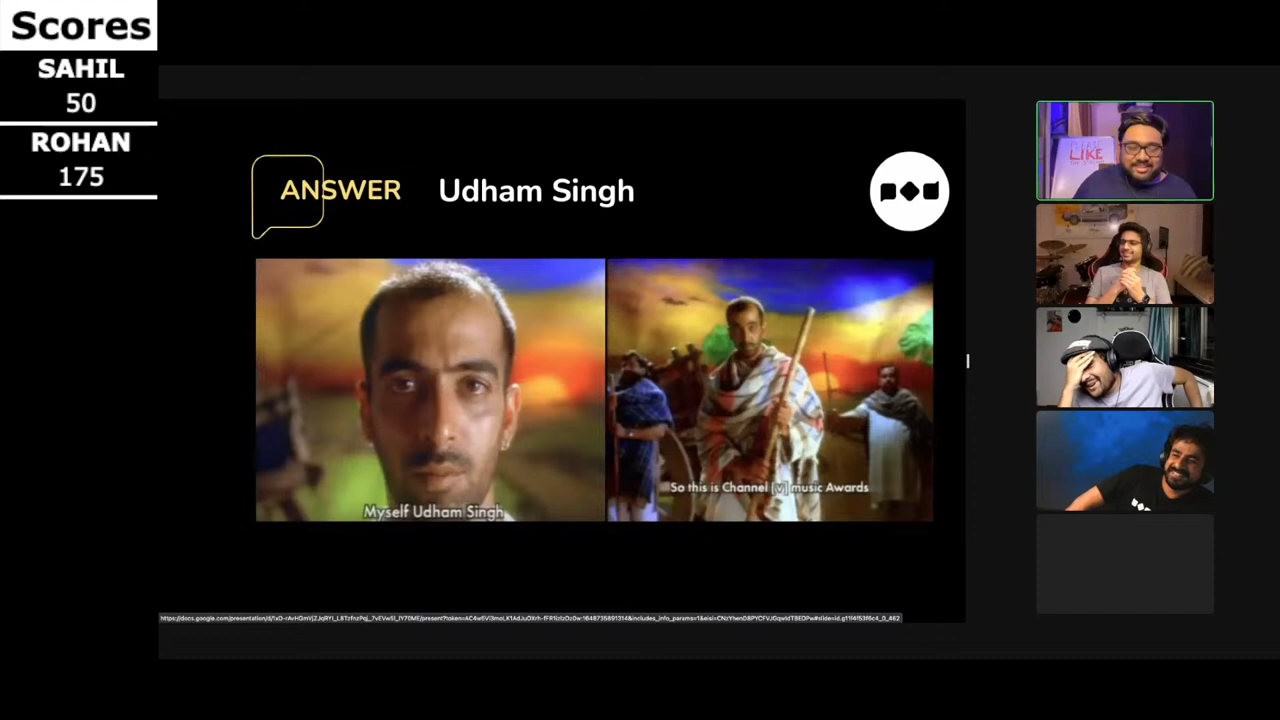 Scores
SAHIL
50
ROHAN
175
ANSWER
Udham Singh
Myself Udham Singh
So this is Channel [v] music Awards
LIKE